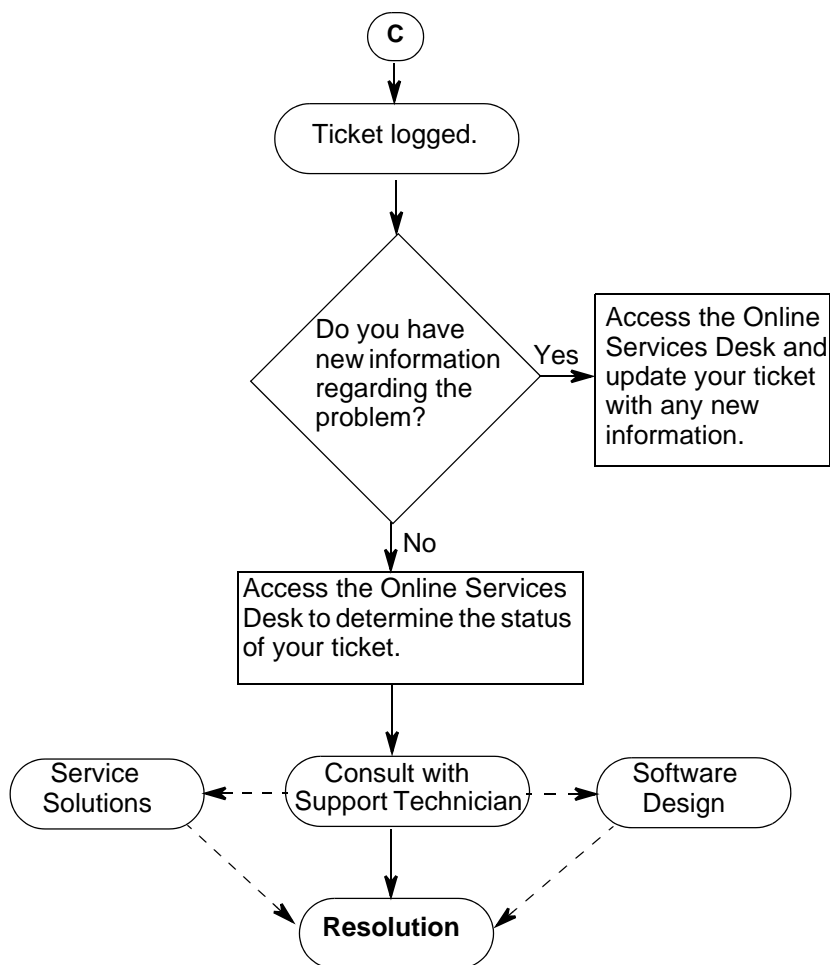 C
Ticket logged.
Do you have
new information
regarding the
problem?
Yes
Access the Online
Services Desk and
update your ticket
with any new
information.
No
Access the Online Services
Desk to determine the status
of your ticket.
Service
Solutions
Consult with
Support Technician
Software
Design
Resolution